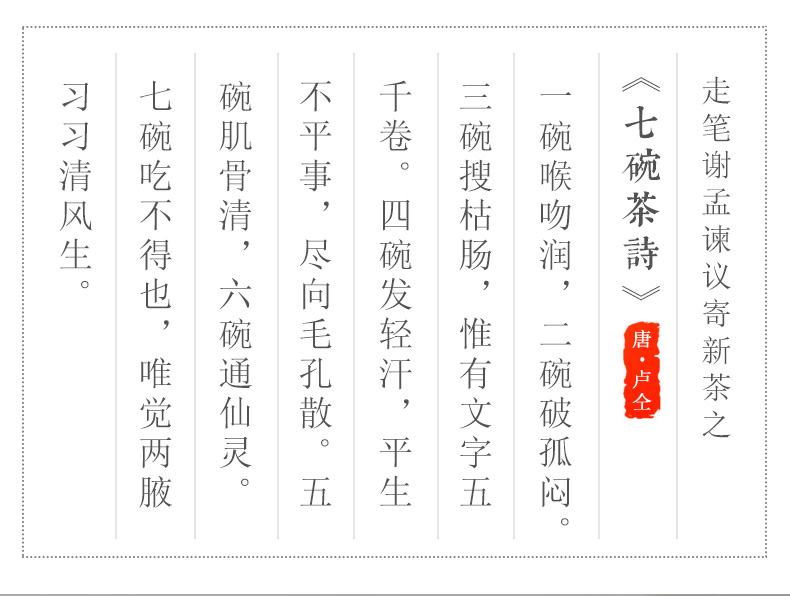 走笔谢孟谏议寄新茶之
《七碗茶詩》
唐·卢仝
一碗喉吻润，二碗破孤闷。
三碗搜枯肠，惟有文字五
千卷。四碗发轻汗，平生
不平事，尽向毛孔散。五
碗肌骨清，六碗通仙灵。
七碗吃不得也，唯觉两腋
习习清风生。